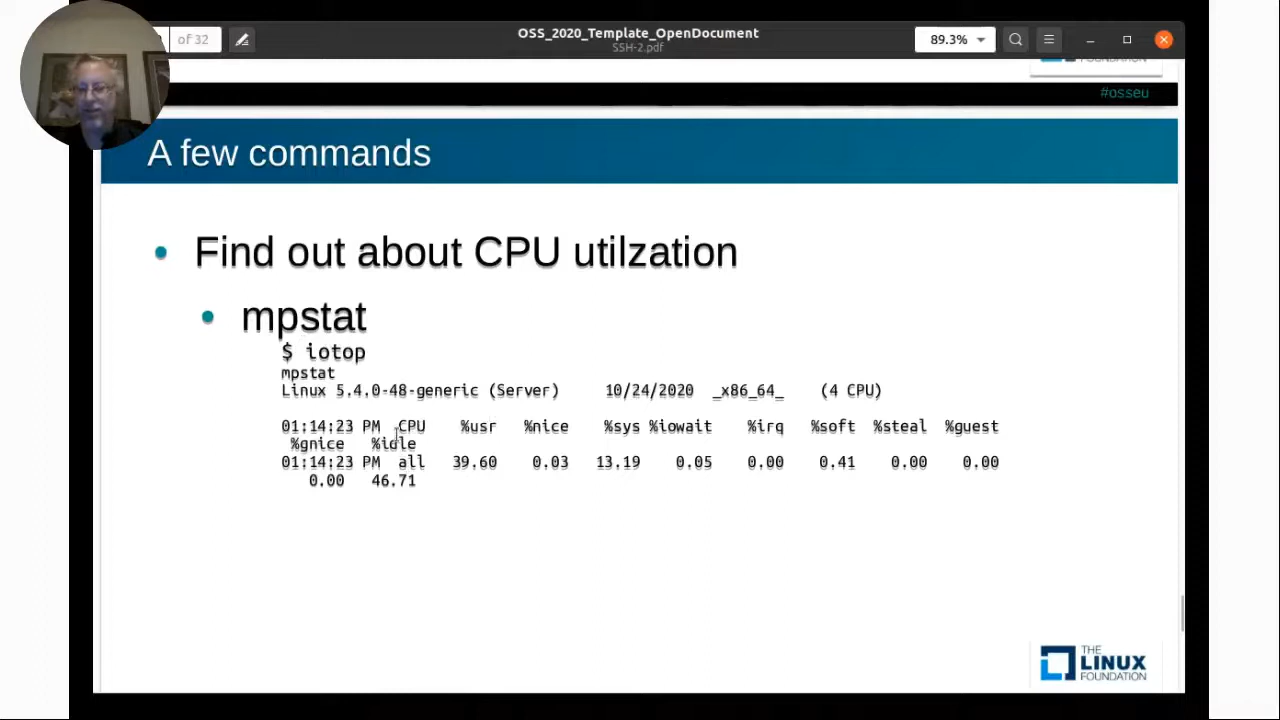 of 32
OSS_2020_Template_OpenDocument
SSH-2.pdf
89.3%
#osseu
A few commands
• Find out about CPU utilzation
• mpstat
$ iotop
mpstat
Linux 5.4.0-48-generic (Server) 10/24/2020 _x86_64_ (4 CPU)
01:14:23 PM CPU %usr %nice %sys %iowait %irq %soft %steal %guest
%gnice %idle
01:14:23 PM all 39.60 0.03 13.19 0.05 0.00 0.41 0.00 0.00
0.00 46.71
THE
LINUX
FOUNDATION